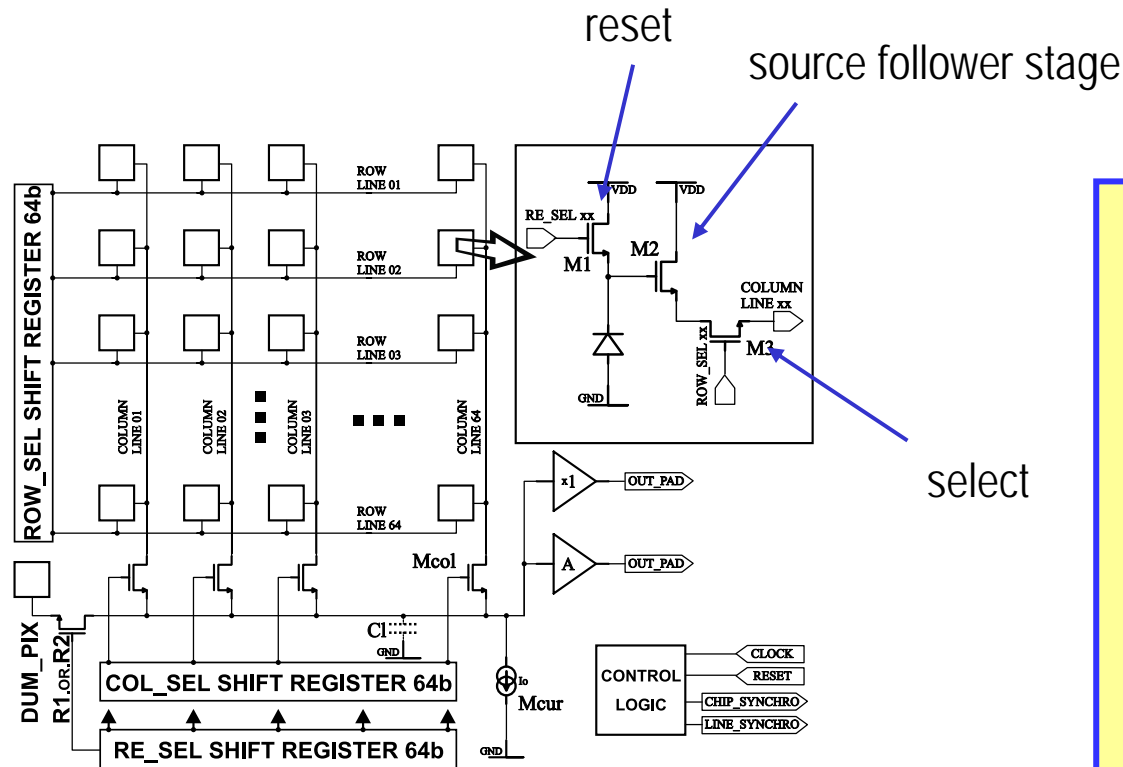 reset
source follower stage
ROW_SEL SHIFT REGISTER 64b
ROW
LINE 01
ROW
LINE 02
ROW
LINE 03
ROW
LINE 64
COLUMN
LINE 01
COLUMN
LINE 02
COLUMN
LINE 03
COLUMN
LINE 64
VDD
VDD
RE_SEL xx
M1
M2
COLUMN
LINE xx
M3
ROW_SEL xx
GND
select
x1
OUT_PAD
A
OUT_PAD
Mcol
DUM_PIX
R1.OR.R2
Cl
GND
Io
Mcur
GND
COL_SEL SHIFT REGISTER 64b
RE_SEL SHIFT REGISTER 64b
CONTROL
LOGIC
CLOCK
RESET
CHIP_SYNCHRO
LINE_SYNCHRO